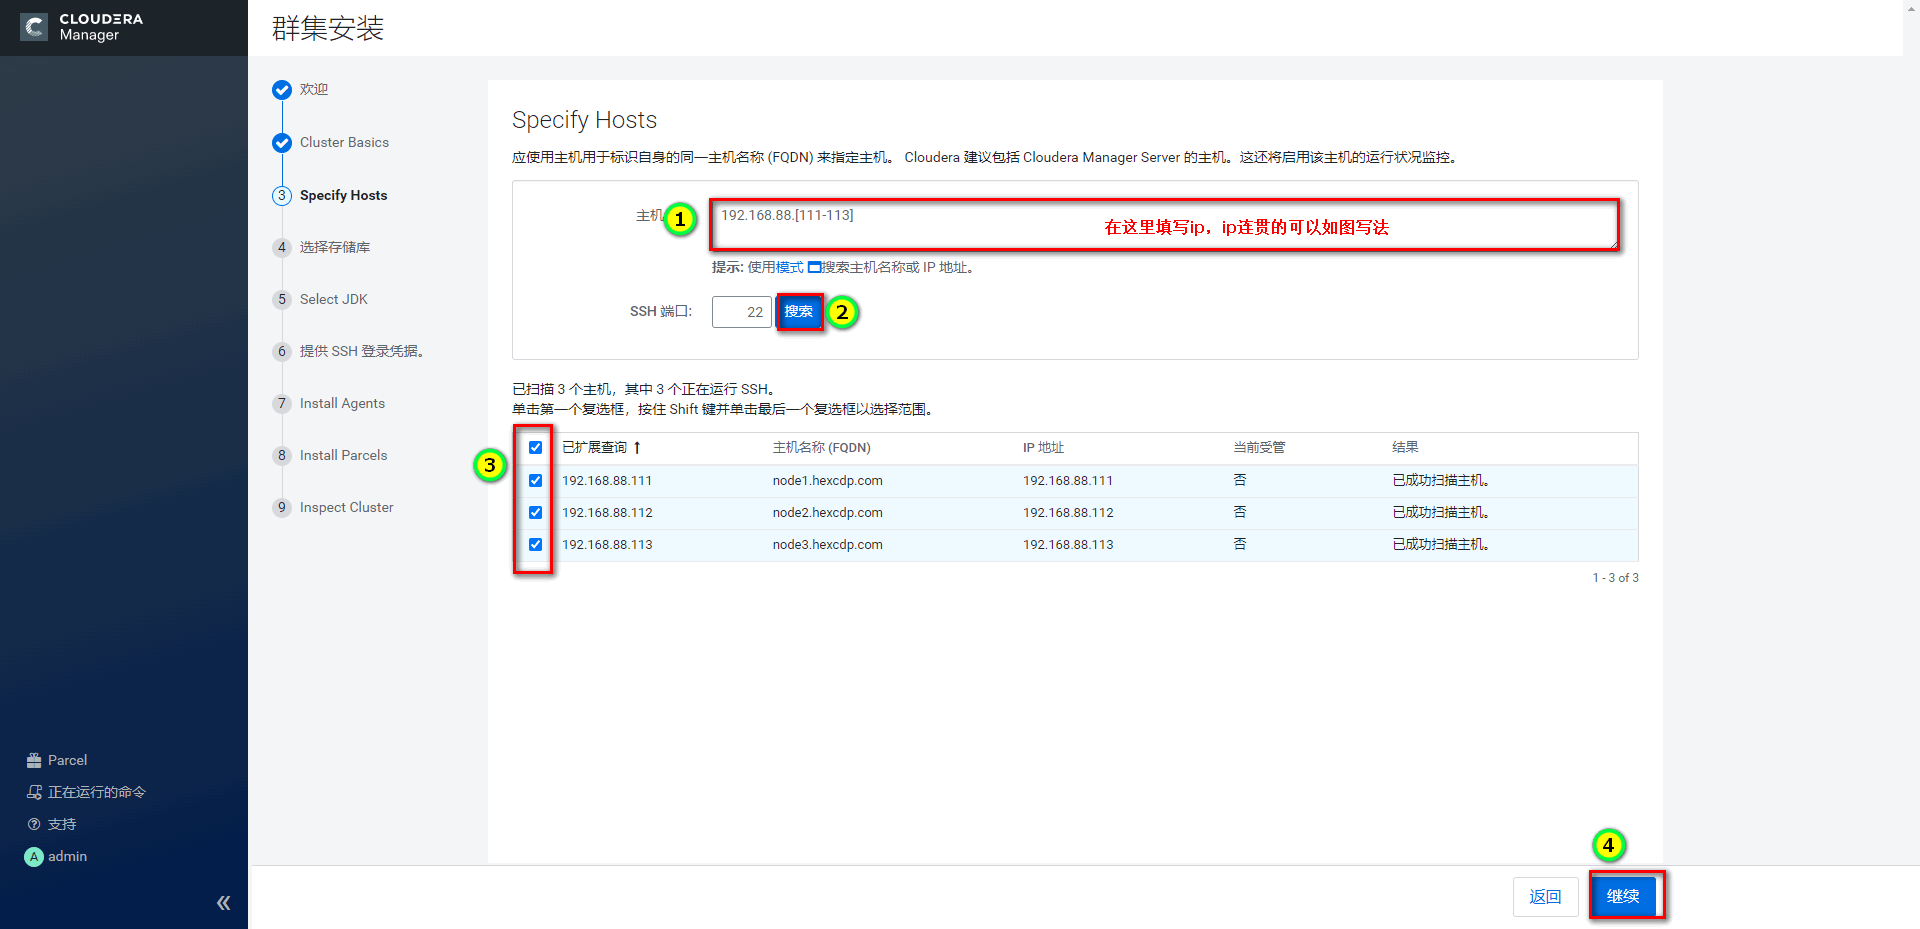 CLOUDERA
Manager
群集安装
欢迎
Cluster Basics
3 Specify Hosts
4 选择存储库
5 Select JDK
6 提供 SSH 登录凭据。
7 Install Agents
8 Install Parcels
9 Inspect Cluster
Parcel
正在运行的命令
支持
A admin
Specify Hosts
应使用主机用于标识自身的同一主机名称 (FQDN) 来指定主机。 Cloudera 建议包括 Cloudera Manager Server 的主机。这还将启用该主机的运行状况监控。
主机 1 192.168.88.[111-113] 在这里填写ip，ip连贯的可以如图写法
提示: 使用模式 搜索主机名称或 IP 地址。
SSH 端口: 22 搜索 2
已扫描 3 个主机，其中 3 个正在运行 SSH。
单击第一个复选框，按住 Shift 键并单击最后一个复选框以选择范围。
3
已扩展查询 ↑ 主机名称 (FQDN) IP 地址 当前受管 结果
192.168.88.111 node1.hexcdp.com 192.168.88.111 否 已成功扫描主机。
192.168.88.112 node2.hexcdp.com 192.168.88.112 否 已成功扫描主机。
192.168.88.113 node3.hexcdp.com 192.168.88.113 否 已成功扫描主机。
1 - 3 of 3
4
返回 继续